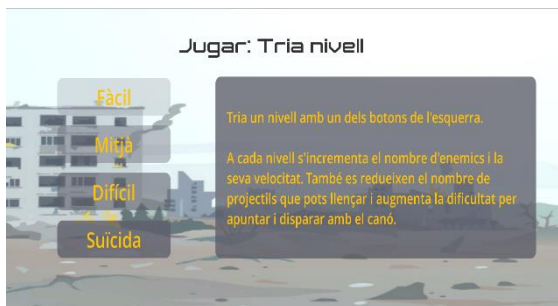 Jugar: Tria nivell
Fàcil
Mitjà
Difícil
Suïcida
Tria un nivell amb un dels botons de l'esquerra.
A cada nivell s'incrementa el nombre d'enemics i la
seva velocitat. També es redueixen el nombre de
projectils que pots llençar i augmenta la dificultat per
apuntar i disparar amb el canó.